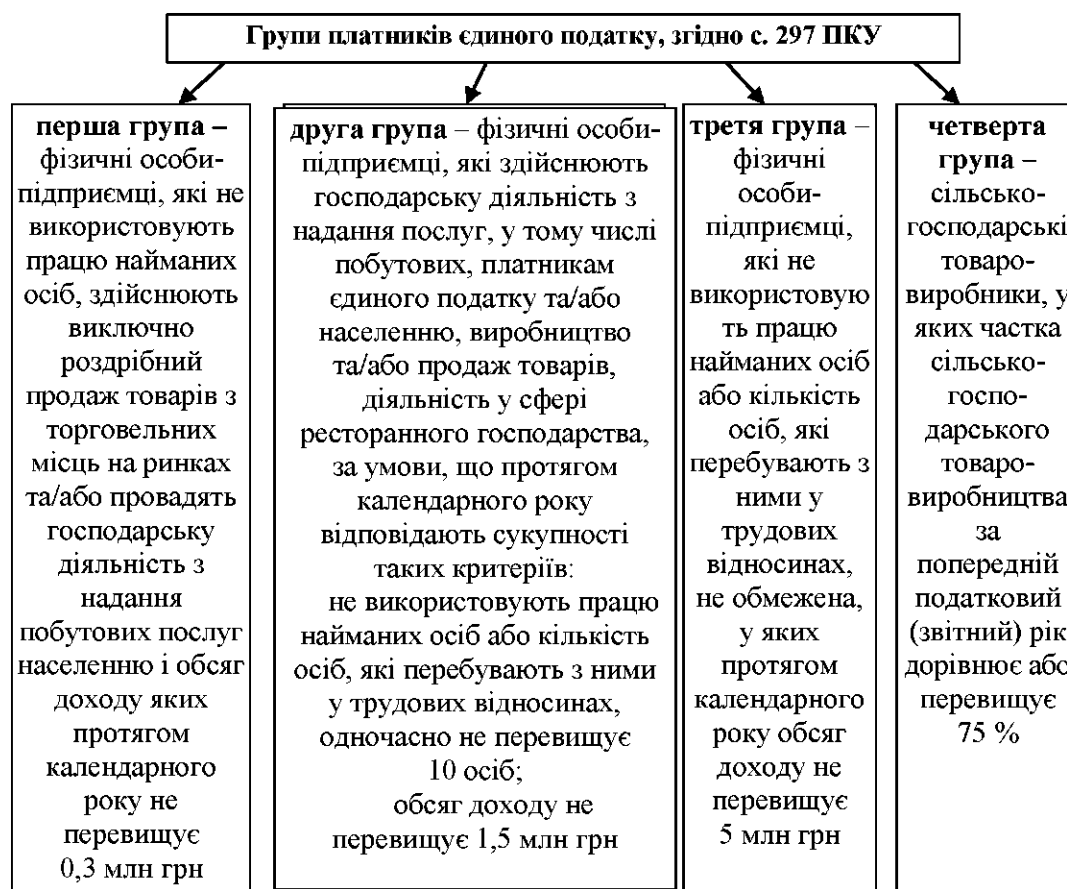 Групи платників єдиного податку, згідно с. 297 ПКУ
перша група –
фізичні особи-
підприємці, які не
використовують
працю найманих
осіб, здійснюють
виключно
роздрібний
продаж товарів з
торговельних
місць на ринках
та/або провадять
господарську
діяльність з
надання
побутових послуг
населенню і обсяг
доходу яких
протягом
календарного
року не
перевищує
0,3 млн грн
друга група – фізичні особи-
підприємці, які здійснюють
господарську діяльність з
надання послуг, у тому числі
побутових, платникам
єдиного податку та/або
населенню, виробництво
та/або продаж товарів,
діяльність у сфері
ресторанного господарства,
за умови, що протягом
календарного року
відповідають сукупності
таких критеріїв:
не використовують працю
найманих осіб або кількість
осіб, які перебувають з ними
у трудових відносинах,
одночасно не перевищує
10 осіб;
обсяг доходу не
перевищує 1,5 млн грн
третя група –
фізичні
особи-
підприємці,
які не
використовую
ть працю
найманих осіб
або кількість
осіб, які
перебувають з
ними у
трудових
відносинах,
не обмежена,
у яких
протягом
календарного
року обсяг
доходу не
перевищує
5 млн грн
четверта
група –
сільсько-
господарські
товаро-
виробники, у
яких частка
сільсько-
госпо-
дарського
товаро-
виробництва
за
попередній
податковий
(звітний) рік
дорівнює або
перевищує
75 %